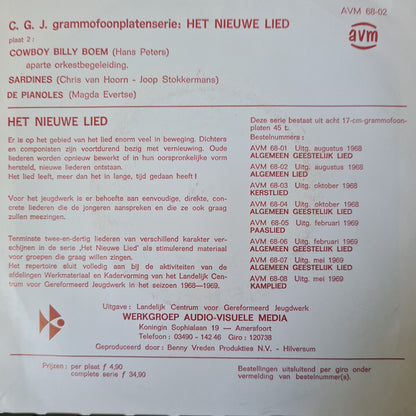 AVM 68-02
C. G. J. grammofoonplatenserie: HET NIEUWE LIED
avm
plaat 2:
COWBOY BILLY BOEM (Hans Peters)
aparte orkestbegeleiding.
SARDINES (Chris van Hoorn - Joop Stokkermans)
DE PIANOLES (Magda Evertse)
HET NIEUWE LIED
Er is op het gebied van het lied enorm veel in beweging. Dichters
en componisten zijn voortdurend bezig met vernieuwing. Oude
liederen worden opnieuw bewerkt of in hun oorspronkelijke vorm
hersteld, nieuwe liederen ontstaan.
Het lied leeft, meer dan het in lange, tijd gedaan heeft!
Voor het jeugdwerk is er behoefte aan eenvoudige, direkte, con-
crete liederen die de jongeren aanspreken en die ze ook graag
zullen meezingen.
Tenminste twee-en-dertig liederen van verschillend karakter ver-
schijnen in de serie „Het Nieuwe Lied' als stimulerend materiaal
voor groepen die graag willen zingen.
Het repertoire sluit volledig aan bij de aktiviteiten van de
afdelingen Werkmateriaal en Kadervorming van het Landelijk Cen-
trum voor Gereformeerd Jeugdwerk in het seizoen 1968—1969.
Deze serie bestaat uit acht 17-cm-grammofoon-
platen 45 t.
Bestelnummers:
AVM 68-01 Uitg. augustus 1968
ALGEMEEN GEESTELIJK LIED
AVM 68-02 Uitg. augustus 1968
ALGEMEEN LIED
AVM 68-03 Uitg. oktober 1968
KERSTLIED
AVM 68-04 Uitg. oktober 1968
ALGEMEEN GEESTELIJK LIED
AVM 68-05 Uitg. februari 1969
PAASLIED
AVM 68-06 Uitg. februari 1969
ALGEMEEN GEESTELIJK LIED
AVM 68-07 Uitg. mei 1969
ALGEMEEN GEESTELIJK LIED
AVM 68-08 Uitg. mei 1969
KAMPLIED
Uitgave: Landelijk Centrum voor Gereformeerd Jeugdwerk
WERKGROEP AUDIO-VISUELE MEDIA
Koningin Sophialaan 19 — Amersfoort
Telefoon: 03490 - 142 46 Giro: 120738
Geproduceerd door: Benny Vreden Produkties N.V. - Hilversum
Prijzen: per plaat ƒ 4,90
complete serie ƒ 34,90
Bestellingen uitsluitend per giro onder
vermelding van bestelnummer(s).